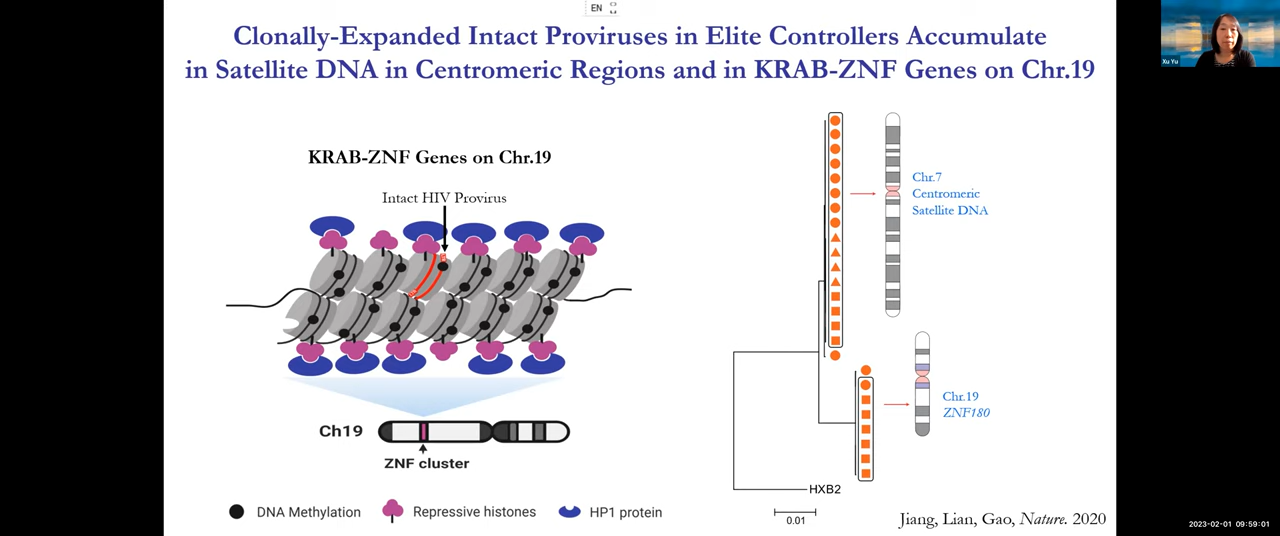 EN
Clonally-Expanded Intact Proviruses in Elite Controllers Accumulate
in Satellite DNA in Centromeric Regions and in KRAB-ZNF Genes on Chr.19
Xu Yu
KRAB-ZNF Genes on Chr.19
Intact HIV Provirus
Ch19
ZNF cluster
DNA Methylation
Repressive histones
HP1 protein
Chr.7
Centromeric
Satellite DNA
Chr.19
ZNF180
HXB2
0.01
Jiang, Lian, Gao, Nature. 2020
2023-02-01 09:59:01